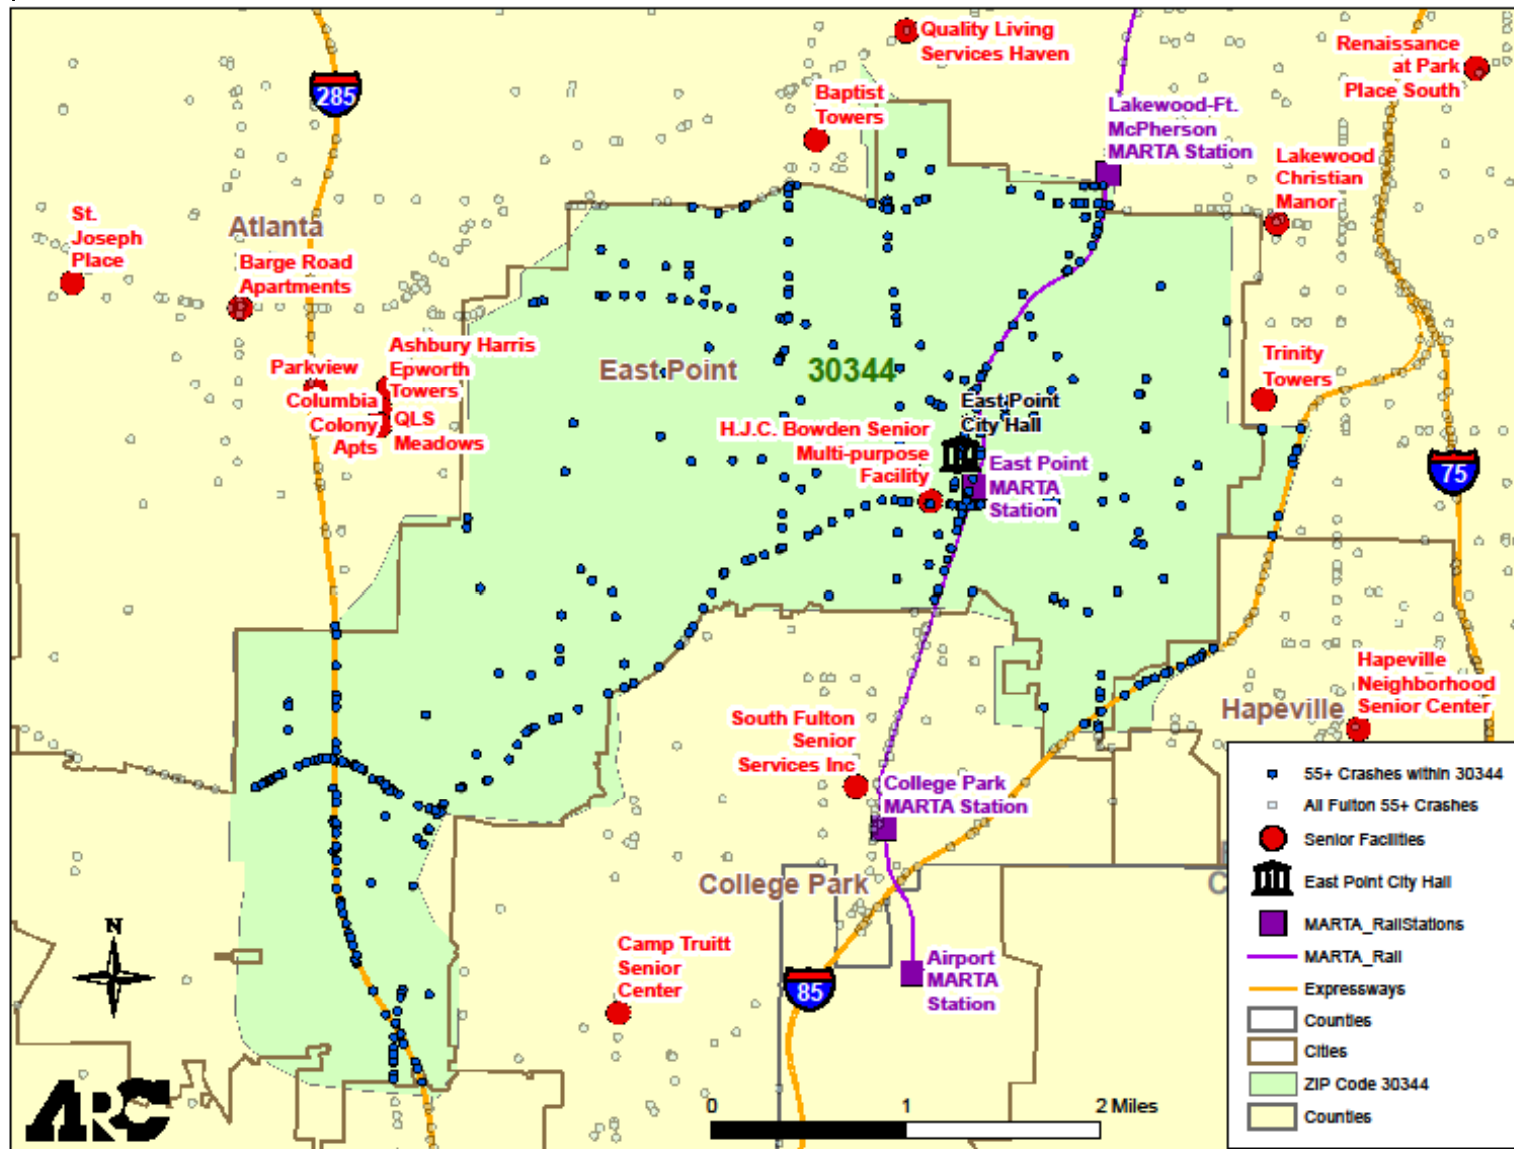 Quality Living
Services Haven
Renaissance
at Park
Place South
285
Baptist
Towers
Lakewood-Ft.
McPherson
MARTA Station
Lakewood
Christian
Manor
St.
Joseph
Place
Atlanta
Barge Road
Apartments
Ashbury Harris
Epworth
Towers
Parkview
Columbia
Colony
Apts
QLS
Meadows
East Point
30344
Trinity
Towers
East Point
City Hall
H.J.C. Bowden Senior
Multi-purpose
Facility
East Point
MARTA
Station
75
Hapeville
Neighborhood
Senior Center
Hapeville
South Fulton
Senior
Services Inc
College Park
MARTA Station
College Park
C
N
Camp Truitt
Senior
Center
Airport
MARTA
Station
85
55+ Crashes within 30344
All Fulton 55+ Crashes
Senior Facilities
East Point City Hall
MARTA_RailStations
MARTA_Rail
Expressways
Counties
Cities
ZIP Code 30344
Counties
ARC
0 1 2 Miles